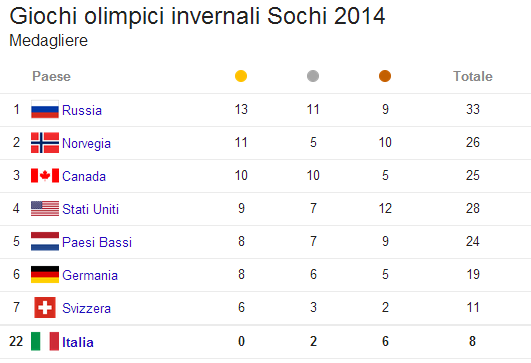 Giochi olimpici invernali Sochi 2014
Medagliere
Paese Totale
1 Russia 13 11 9 33
2 Norvegia 11 5 10 26
3 Canada 10 10 5 25
4 Stati Uniti 9 7 12 28
5 Paesi Bassi 8 7 9 24
6 Germania 8 6 5 19
7 Svizzera 6 3 2 11
22 Italia 0 2 6 8